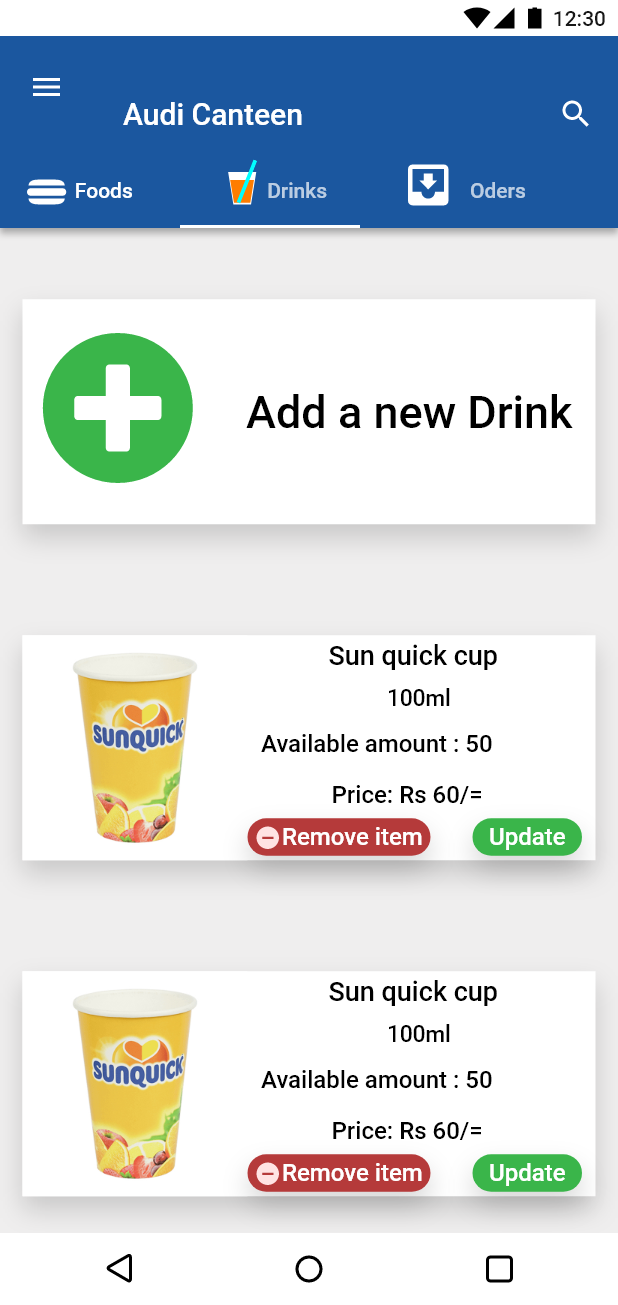 12:30
Audi Canteen
Foods
Drinks
Oders
Add a new Drink
SUNQUICK
Sun quick cup
100ml
Available amount : 50
Price: Rs 60/=
Remove item
Update
SUNQUICK
Sun quick cup
100ml
Available amount : 50
Price: Rs 60/=
Remove item
Update